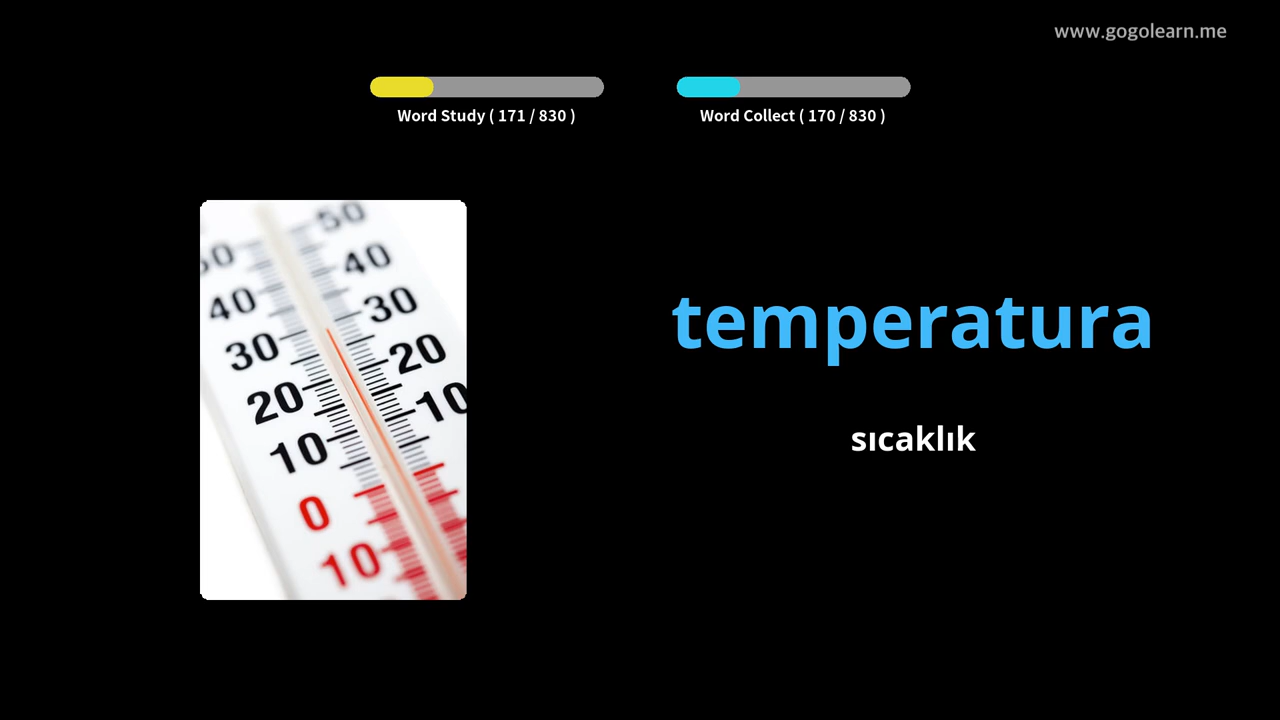 www.gogolearn.me
Word Study ( 171 / 830 )
Word Collect ( 170 / 830 )
50
50
40
40
30
30
20
20
10
10
0
10
temperatura
sıcaklık